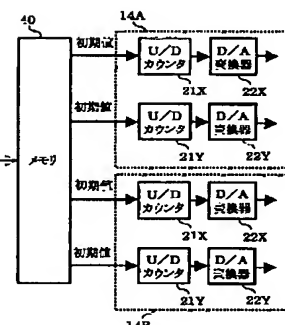 40
14A
初期値
U/D
カウンタ
D/A
変換器
21X
22X
初期値
U/D
カウンタ
D/A
変換器
21Y
22Y
メモリ
初期値
U/D
カウンタ
D/A
変換器
21X
22X
初期値
U/D
カウンタ
D/A
変換器
21Y
22Y
14B